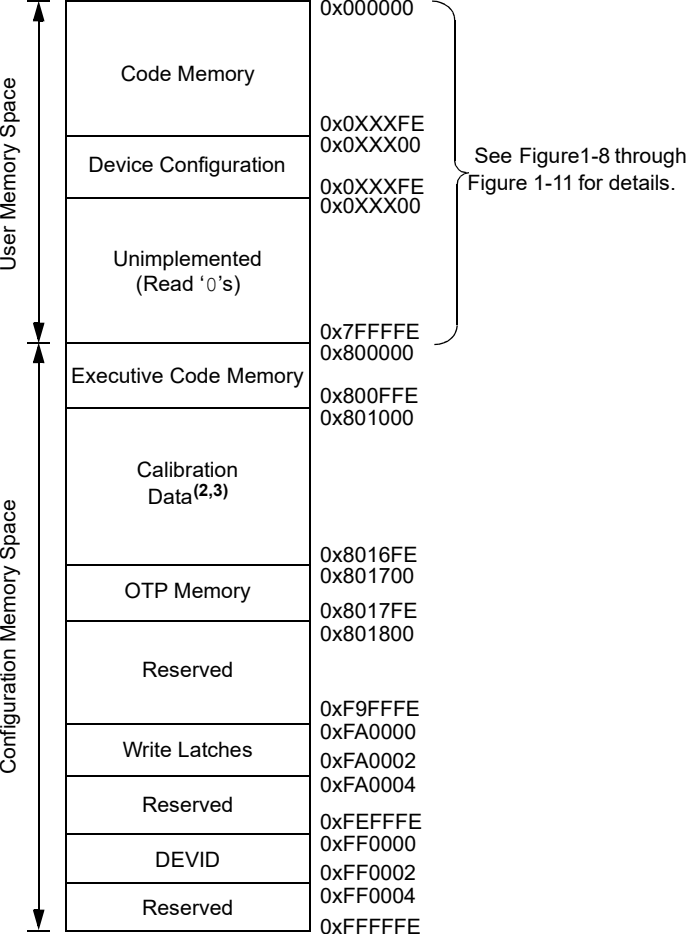 User Memory Space
0x000000
Code Memory
0x0XXXFE
0x0XXX00
Device Configuration
0x0XXXFE
0x0XXX00
Unimplemented
(Read ‘0’s)
0x7FFFFE
See Figure1-8 through
Figure 1-11 for details.
Configuration Memory Space
0x800000
Executive Code Memory
0x800FFE
0x801000
Calibration
Data(2,3)
0x8016FE
0x801700
OTP Memory
0x8017FE
0x801800
Reserved
0xF9FFFE
0xFA0000
Write Latches
0xFA0002
0xFA0004
Reserved
0xFEFFFE
0xFF0000
DEVID
0xFF0002
0xFF0004
Reserved
0xFFFFFE